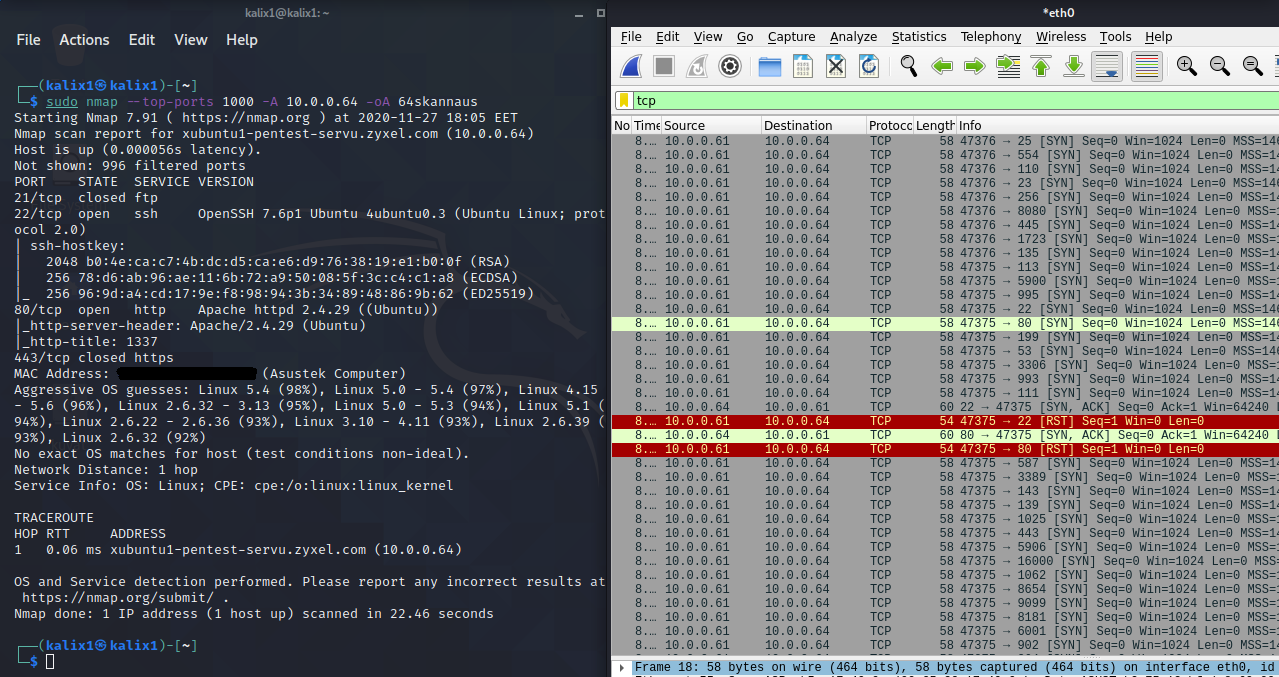 kalix1@kalix1: ~
File Actions Edit View Help
┌──(kalix1㉿kalix1)-[~]
└─$ sudo nmap --top-ports 1000 -A 10.0.0.64 -oA 64skannaus
Starting Nmap 7.91 ( https://nmap.org ) at 2020-11-27 18:05 EET
Nmap scan report for xubuntu1-pentest-servu.zyxel.com (10.0.0.64)
Host is up (0.000056s latency).
Not shown: 996 filtered ports
PORT STATE SERVICE VERSION
21/tcp closed ftp
22/tcp open ssh OpenSSH 7.6p1 Ubuntu 4ubuntu0.3 (Ubuntu Linux; prot
ocol 2.0)
| ssh-hostkey:
| 2048 b0:4e:ca:c7:4b:dc:d5:ca:e6:d9:76:38:19:e1:b0:0f (RSA)
| 256 78:d6:ab:96:ae:11:6b:72:a9:50:08:5f:3c:c4:c1:a8 (ECDSA)
|_ 256 96:9d:a4:cd:17:9e:f8:98:94:3b:34:89:48:86:9b:62 (ED25519)
80/tcp open http Apache httpd 2.4.29 ((Ubuntu))
|_http-server-header: Apache/2.4.29 (Ubuntu)
|_http-title: 1337
443/tcp closed https
MAC Address: (Asustek Computer)
Aggressive OS guesses: Linux 5.4 (98%), Linux 5.0 - 5.4 (97%), Linux 4.15
- 5.6 (96%), Linux 2.6.32 - 3.13 (95%), Linux 5.0 - 5.3 (94%), Linux 5.1 (
94%), Linux 2.6.22 - 2.6.36 (93%), Linux 3.10 - 4.11 (93%), Linux 2.6.39 (
93%), Linux 2.6.32 (92%)
No exact OS matches for host (test conditions non-ideal).
Network Distance: 1 hop
Service Info: OS: Linux; CPE: cpe:/o:linux:linux_kernel
TRACEROUTE
HOP RTT ADDRESS
1 0.06 ms xubuntu1-pentest-servu.zyxel.com (10.0.0.64)
OS and Service detection performed. Please report any incorrect results at
https://nmap.org/submit/ .
Nmap done: 1 IP address (1 host up) scanned in 22.46 seconds
┌──(kalix1㉿kalix1)-[~]
└─$
*eth0
File Edit View Go Capture Analyze Statistics Telephony Wireless Tools Help
tcp
No Time Source Destination Protocc Length Info
8.… 10.0.0.61 10.0.0.64 TCP 58 47376 → 25 [SYN] Seq=0 Win=1024 Len=0 MSS=146
8.… 10.0.0.61 10.0.0.64 TCP 58 47376 → 554 [SYN] Seq=0 Win=1024 Len=0 MSS=14
8.… 10.0.0.61 10.0.0.64 TCP 58 47376 → 110 [SYN] Seq=0 Win=1024 Len=0 MSS=14
8.… 10.0.0.61 10.0.0.64 TCP 58 47376 → 23 [SYN] Seq=0 Win=1024 Len=0 MSS=146
8.… 10.0.0.61 10.0.0.64 TCP 58 47376 → 256 [SYN] Seq=0 Win=1024 Len=0 MSS=14
8.… 10.0.0.61 10.0.0.64 TCP 58 47376 → 8080 [SYN] Seq=0 Win=1024 Len=0 MSS=1
8.… 10.0.0.61 10.0.0.64 TCP 58 47376 → 445 [SYN] Seq=0 Win=1024 Len=0 MSS=14
8.… 10.0.0.61 10.0.0.64 TCP 58 47376 → 1723 [SYN] Seq=0 Win=1024 Len=0 MSS=1
8.… 10.0.0.61 10.0.0.64 TCP 58 47376 → 135 [SYN] Seq=0 Win=1024 Len=0 MSS=14
8.… 10.0.0.61 10.0.0.64 TCP 58 47375 → 113 [SYN] Seq=0 Win=1024 Len=0 MSS=14
8.… 10.0.0.61 10.0.0.64 TCP 58 47375 → 5900 [SYN] Seq=0 Win=1024 Len=0 MSS=1
8.… 10.0.0.61 10.0.0.64 TCP 58 47375 → 995 [SYN] Seq=0 Win=1024 Len=0 MSS=14
8.… 10.0.0.61 10.0.0.64 TCP 58 47375 → 22 [SYN] Seq=0 Win=1024 Len=0 MSS=146
8.… 10.0.0.61 10.0.0.64 TCP 58 47375 → 80 [SYN] Seq=0 Win=1024 Len=0 MSS=146
8.… 10.0.0.61 10.0.0.64 TCP 58 47375 → 199 [SYN] Seq=0 Win=1024 Len=0 MSS=14
8.… 10.0.0.61 10.0.0.64 TCP 58 47375 → 53 [SYN] Seq=0 Win=1024 Len=0 MSS=146
8.… 10.0.0.61 10.0.0.64 TCP 58 47375 → 3306 [SYN] Seq=0 Win=1024 Len=0 MSS=1
8.… 10.0.0.61 10.0.0.64 TCP 58 47375 → 993 [SYN] Seq=0 Win=1024 Len=0 MSS=14
8.… 10.0.0.61 10.0.0.64 TCP 58 47375 → 111 [SYN] Seq=0 Win=1024 Len=0 MSS=14
8.… 10.0.0.64 10.0.0.61 TCP 60 22 → 47375 [SYN, ACK] Seq=0 Ack=1 Win=64240 L
8.… 10.0.0.61 10.0.0.64 TCP 54 47375 → 22 [RST] Seq=1 Win=0 Len=0
8.… 10.0.0.64 10.0.0.61 TCP 60 80 → 47375 [SYN, ACK] Seq=0 Ack=1 Win=64240 L
8.… 10.0.0.61 10.0.0.64 TCP 54 47375 → 80 [RST] Seq=1 Win=0 Len=0
8.… 10.0.0.61 10.0.0.64 TCP 58 47375 → 587 [SYN] Seq=0 Win=1024 Len=0 MSS=14
8.… 10.0.0.61 10.0.0.64 TCP 58 47375 → 3389 [SYN] Seq=0 Win=1024 Len=0 MSS=1
8.… 10.0.0.61 10.0.0.64 TCP 58 47375 → 143 [SYN] Seq=0 Win=1024 Len=0 MSS=14
8.… 10.0.0.61 10.0.0.64 TCP 58 47375 → 139 [SYN] Seq=0 Win=1024 Len=0 MSS=14
8.… 10.0.0.61 10.0.0.64 TCP 58 47375 → 1025 [SYN] Seq=0 Win=1024 Len=0 MSS=1
8.… 10.0.0.61 10.0.0.64 TCP 58 47375 → 443 [SYN] Seq=0 Win=1024 Len=0 MSS=14
8.… 10.0.0.61 10.0.0.64 TCP 58 47375 → 5906 [SYN] Seq=0 Win=1024 Len=0 MSS=1
8.… 10.0.0.61 10.0.0.64 TCP 58 47375 → 16000 [SYN] Seq=0 Win=1024 Len=0 MSS=
8.… 10.0.0.61 10.0.0.64 TCP 58 47375 → 1062 [SYN] Seq=0 Win=1024 Len=0 MSS=1
8.… 10.0.0.61 10.0.0.64 TCP 58 47375 → 8654 [SYN] Seq=0 Win=1024 Len=0 MSS=1
8.… 10.0.0.61 10.0.0.64 TCP 58 47375 → 9099 [SYN] Seq=0 Win=1024 Len=0 MSS=1
8.… 10.0.0.61 10.0.0.64 TCP 58 47375 → 8181 [SYN] Seq=0 Win=1024 Len=0 MSS=1
8.… 10.0.0.61 10.0.0.64 TCP 58 47375 → 6001 [SYN] Seq=0 Win=1024 Len=0 MSS=1
8.… 10.0.0.61 10.0.0.64 TCP 58 47375 → 902 [SYN] Seq=0 Win=1024 Len=0 MSS=14
Frame 18: 58 bytes on wire (464 bits), 58 bytes captured (464 bits) on interface eth0, id